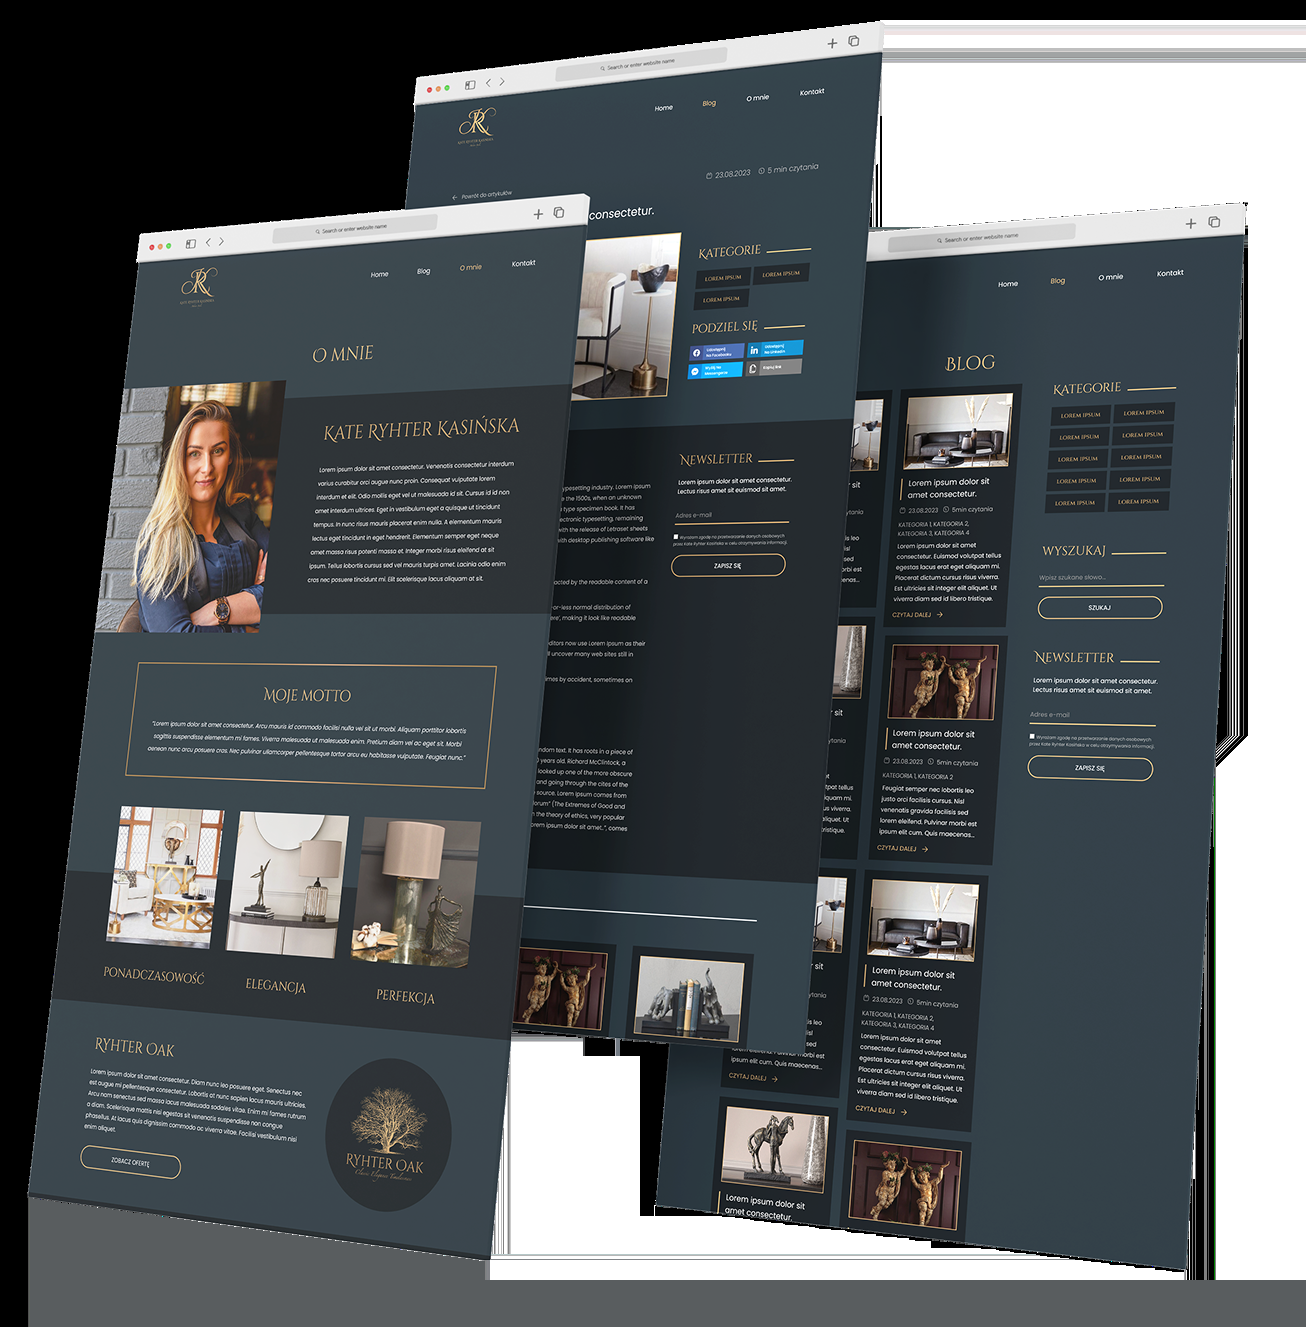 Search or enter website name
Home
Blog
O mnie
Kontakt
KATE RYHTER KASIŃSKA
O MNIE
KATE RYHTER KASIŃSKA
Lorem ipsum dolor sit amet consectetur. Venenatis consectetur interdum
varius curabitur orci augue nunc proin. Consequat vulputate lorem
interdum et elit. Odio mollis eget vel ut malesuada id sit. Cursus id id non
amet interdum ultrices. Eget in vestibulum eget a quisque ut tincidunt
tempus. In nunc risus mauris placerat enim nulla. A elementum mauris
lectus eget tincidunt in eget hendrerit. Elementum semper eget neque
amet massa risus potenti massa et. Integer morbi risus eleifend at sit
ipsum. Tellus lobortis cursus sed vel mauris turpis amet. Lacinia odio enim
cras nec posuere tincidunt mi. Elit scelerisque lacus aliquam at sit.
MOJE MOTTO
"Lorem ipsum dolor sit amet consectetur. Arcu mauris id commodo facilisi nulla vel sit ut morbi. Aliquam porttitor lobortis
sagittis suspendisse elementum mi fames. Viverra malesuada ut malesuada enim. Pretium diam vel ac eget sit. Morbi
aenean nunc arcu posuere cras. Nec pulvinar ullamcorper pellentesque tortor arcu eu habitasse vulputate. Feugiat nunc."
PONADCZASOWOŚĆ
ELEGANCJA
PERFEKCJA
RYHTER OAK
Lorem ipsum dolor sit amet consectetur. Diam nunc leo posuere eget. Senectus nec
est augue mi pellentesque consectetur. Lobortis at nunc sapien lacus mauris ultricies.
Arcu nam senectus sed massa lacus malesuada sodales vitae. Enim mi fames rutrum
a diam. Scelerisque mattis nisi egestas sit venenatis suspendisse non congue
phasellus. At lacus quis dignissim commodo ac viverra vitae. Facilisi vestibulum nisi
enim aliquet.
ZOBACZ OFERTĘ
RYHTER OAK
Search or enter website name
Home
Blog
O mnie
Kontakt
KATE RYHTER KASIŃSKA
23.08.2023
5 min czytania
Powrót do artykułów
consectetur.
KATEGORIE
LOREM IPSUM
LOREM IPSUM
LOREM IPSUM
PODZIEL SIĘ
Udostępnij
Na Facebooku
Udostępnij
Na LinkedIn
Wyślij Na
Messengerze
Kopiuj link
ypesetting industry. Lorem Ipsum
e the 1500s, when an unknown
type specimen book. It has
ectronic typesetting, remaining
with the release of Letraset sheets
ith desktop publishing software like
acted by the readable content of a
or-less normal distribution of
ere', making it look like readable
editors now use Lorem Ipsum as their
ll uncover many web sites still in
imes by accident, sometimes on
ndom text. It has roots in a piece of
0 years old. Richard McClintock, a
looked up one of the more obscure
and going through the cites of the
source. Lorem Ipsum comes from
lorum" (The Extremes of Good and
the theory of ethics, very popular
orem ipsum dolor sit amet..", comes
NEWSLETTER
Lorem ipsum dolor sit amet consectetur.
Lectus risus amet sit euismod sit amet.
Adres e-mail
Wyrażam zgodę na przetwarzanie danych osobowych
przez Kate Ryhter Kasińska w celu otrzymywania informacji.
ZAPISZ SIĘ
Search or enter website name
Home
Blog
O mnie
Kontakt
BLOG
Lorem ipsum dolor sit
amet consectetur.
23.08.2023
5min czytania
KATEGORIA 1, KATEGORIA 2,
KATEGORIA 3, KATEGORIA 4
Lorem ipsum dolor sit amet
consectetur. Euismod volutpat tellus
egestas lacus erat eget aliquam mi.
Placerat dictum cursus risus viverra.
Est ultricies sit integer elit aliquam. Ut
viverra diam sed id libero tristique.
CZYTAJ DALEJ
Lorem ipsum dolor sit
amet consectetur.
23.08.2023
5min czytania
KATEGORIA 1, KATEGORIA 2
Feugiat semper nec lobortis leo
justo orci facilisis cursus. Nisl
venenatis gravida facilisis sed
lorem eleifend. Pulvinar morbi est
ipsum elit cum. Quis maecenas...
CZYTAJ DALEJ
Lorem ipsum dolor sit
amet consectetur.
23.08.2023
5min czytania
KATEGORIA 1, KATEGORIA 2,
KATEGORIA 3, KATEGORIA 4
Lorem ipsum dolor sit amet
consectetur. Euismod volutpat tellus
egestas lacus erat eget aliquam mi.
Placerat dictum cursus risus viverra.
Est ultricies sit integer elit aliquam. Ut
viverra diam sed id libero tristique.
CZYTAJ DALEJ
ipsum elit cum. Quis maecenas...
CZYTAJ DALEJ
Lorem ipsum dolor sit
amet consectetur.
KATEGORIE
LOREM IPSUM
LOREM IPSUM
LOREM IPSUM
LOREM IPSUM
LOREM IPSUM
LOREM IPSUM
LOREM IPSUM
LOREM IPSUM
LOREM IPSUM
LOREM IPSUM
WYSZUKAJ
Wpisz szukane słowo...
SZUKAJ
NEWSLETTER
Lorem ipsum dolor sit amet consectetur.
Lectus risus amet sit euismod sit amet.
Adres e-mail
Wyrażam zgodę na przetwarzanie danych osobowych
przez Kate Ryhter Kasińska w celu otrzymywania informacji.
ZAPISZ SIĘ